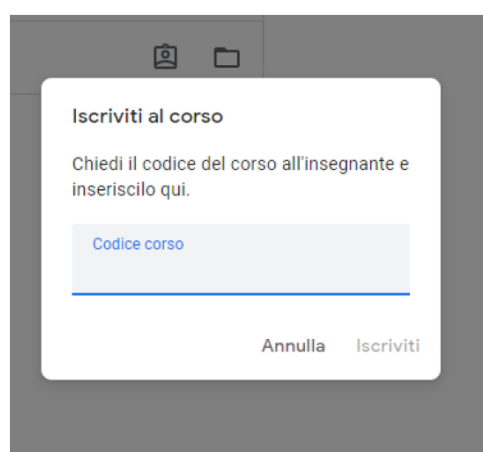 Iscriviti al corso
Chiedi il codice del corso all'insegnante e
inseriscilo qui.
Codice corso
Annulla Iscriviti